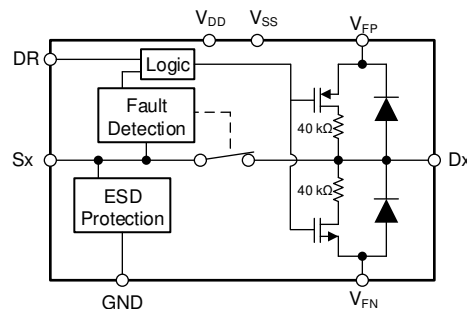 V_DD
V_SS
V_FP
DR
Logic
Fault
Detection
40 kΩ
Sx
Dx
40 kΩ
ESD
Protection
GND
V_FN